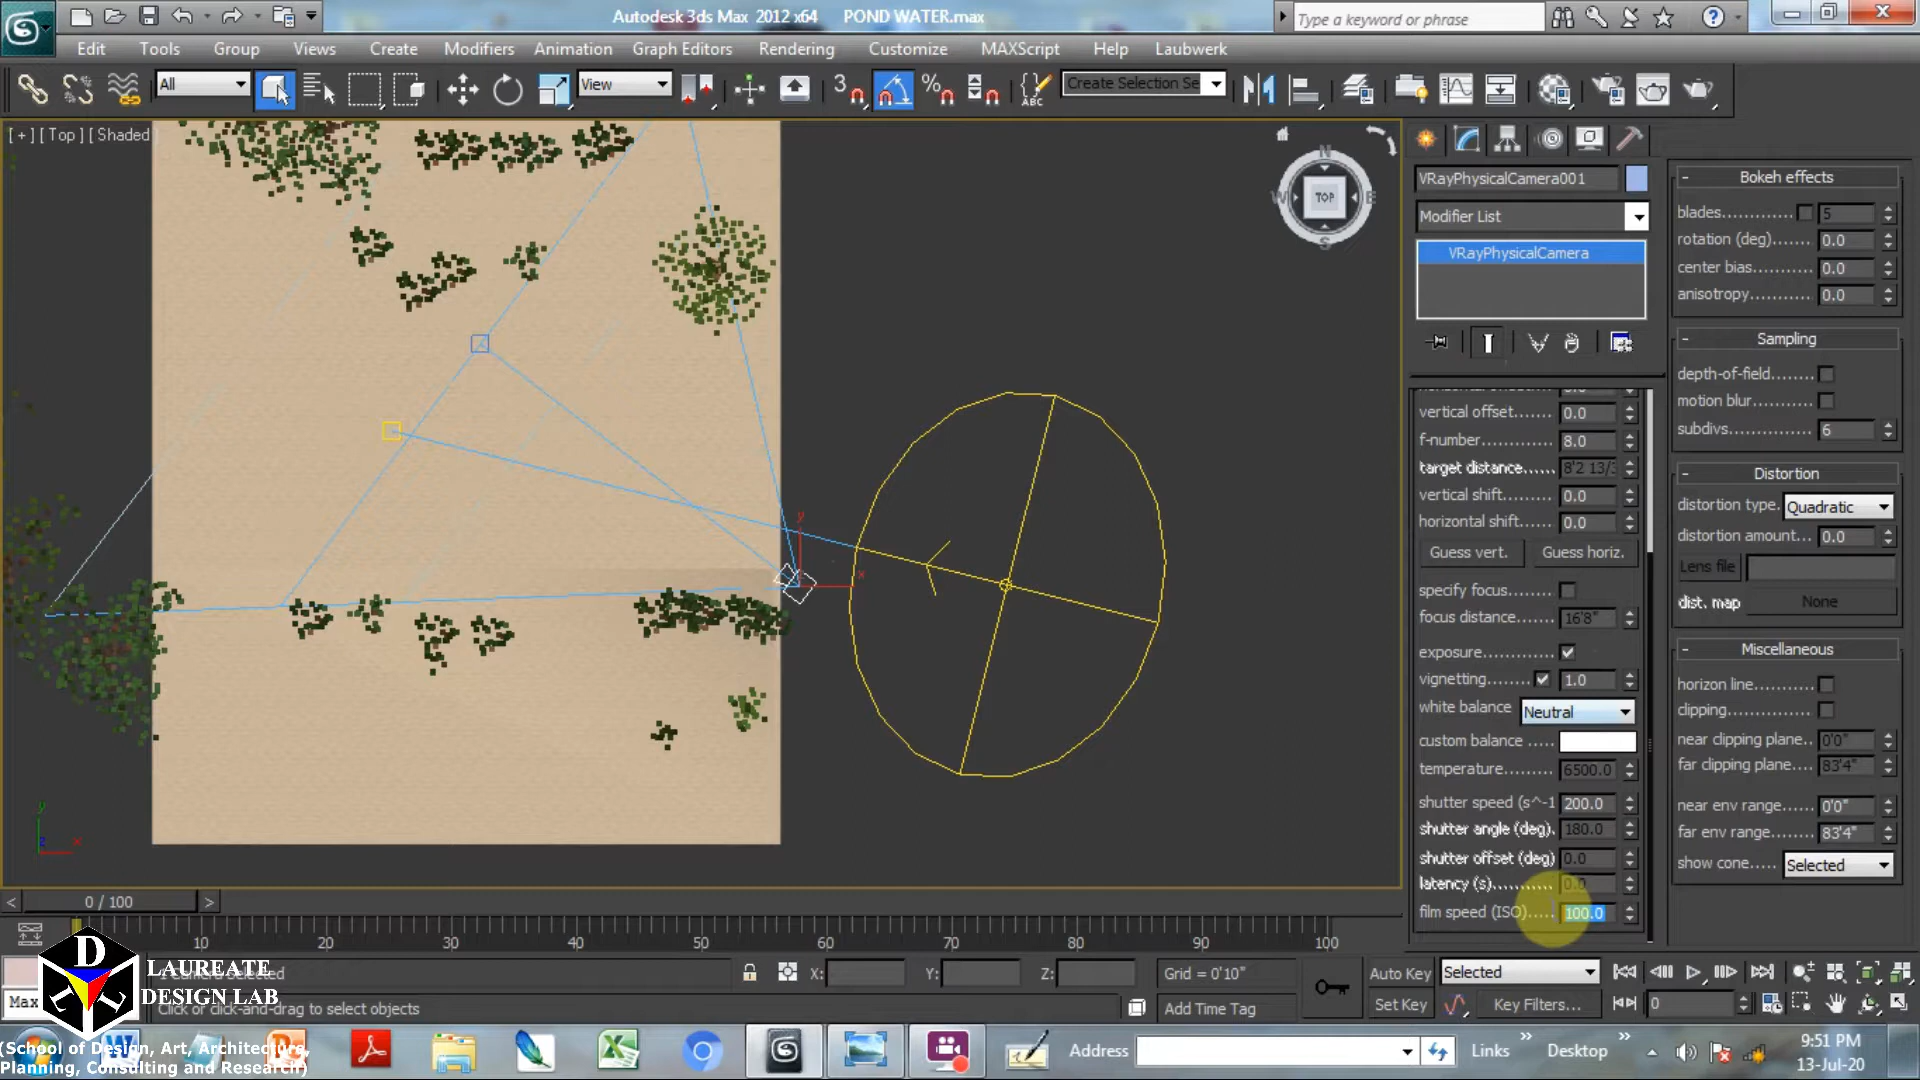 Autodesk 3ds Max 2012 x64 POND WATER.max
Type a keyword or phrase
Edit Tools Group Views Create Modifiers Animation Graph Editors Rendering Customize MAXScript Help Laubwerk
All
View
3
ABC
Create Selection Se
[ + ] [ Top ] [ Shaded
N
W TOP E
S
y
x
y
z x
VRayPhysicalCamera001
Modifier List
VRayPhysicalCamera
vertical offset....... 0.0
f-number............ 8.0
target distance...... 8'2 13/3
vertical shift......... 0.0
horizontal shift...... 0.0
Guess vert. Guess horiz.
specify focus.........
focus distance....... 16'8"
exposure..............
vignetting......... 1.0
white balance Neutral
custom balance .....
temperature......... 6500.0
shutter speed (s^-1 200.0
shutter angle (deg). 180.0
shutter offset (deg) 0.0
latency (s)........... 0.0
film speed (ISO)..... 100.0
- Bokeh effects
blades............. 5
rotation (deg)..... 0.0
center bias......... 0.0
anisotropy.......... 0.0
- Sampling
depth-of-field.......
motion blur..........
subdivs............. 6
- Distortion
distortion type. Quadratic
distortion amount... 0.0
Lens file
dist. map None
- Miscellaneous
horizon line..........
clipping...............
near clipping plane.. 0'0"
far clipping plane.... 83'4"
near env range..... 0'0"
far env range....... 83'4"
show cone..... Selected
< 0 / 100 >
10 20 30 40 50 60 70 80 90 100
1 Camera Selected
X: Y: Z: Grid = 0'10"
Auto Key Selected
Max
Click or click-and-drag to select objects
Add Time Tag
Set Key Key Filters... 0
D
LAUREATE
DESIGN LAB
(School of Design, Art, Architecture,
Planning, Consulting and Research)
Address
Links » Desktop »
9:51 PM
13-Jul-20